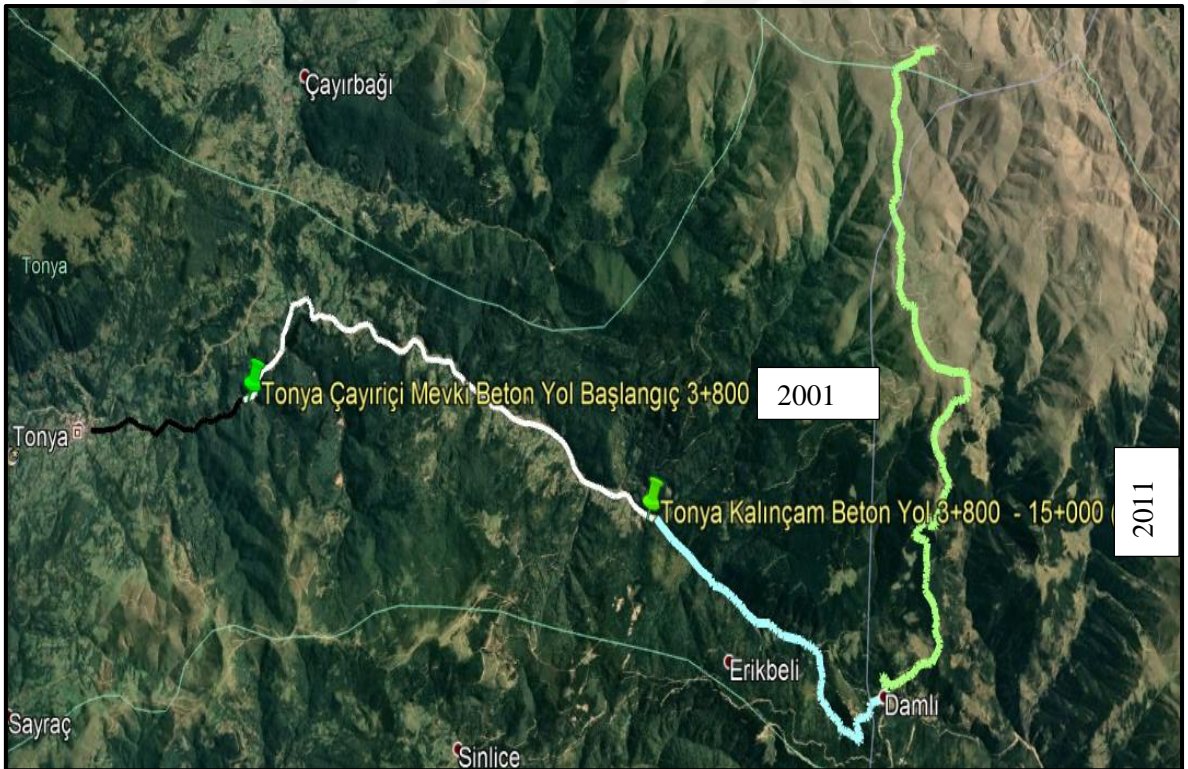 Çayırbağı
Tonya
Tonya Çayıriçi Mevki Beton Yol Başlangıç 3+800
2001
Tonya
Tonya Kalınçam Beton Yol 3+800 - 15+000 (
2011
Erikbeli
Damlı
Sayraç
Sinlice